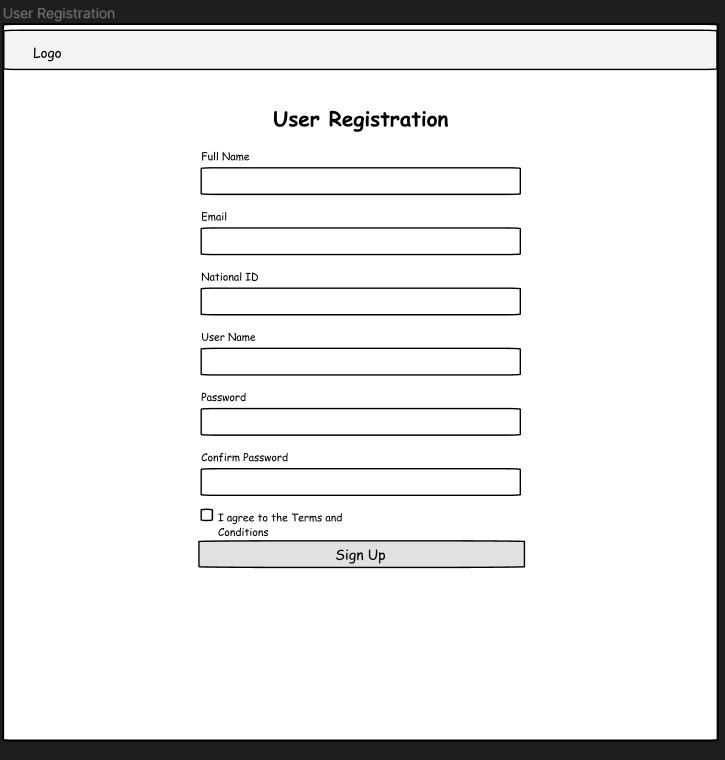 User Registration
Logo
User Registration
Full Name
Email
National ID
User Name
Password
Confirm Password
I agree to the Terms and
Conditions
Sign Up